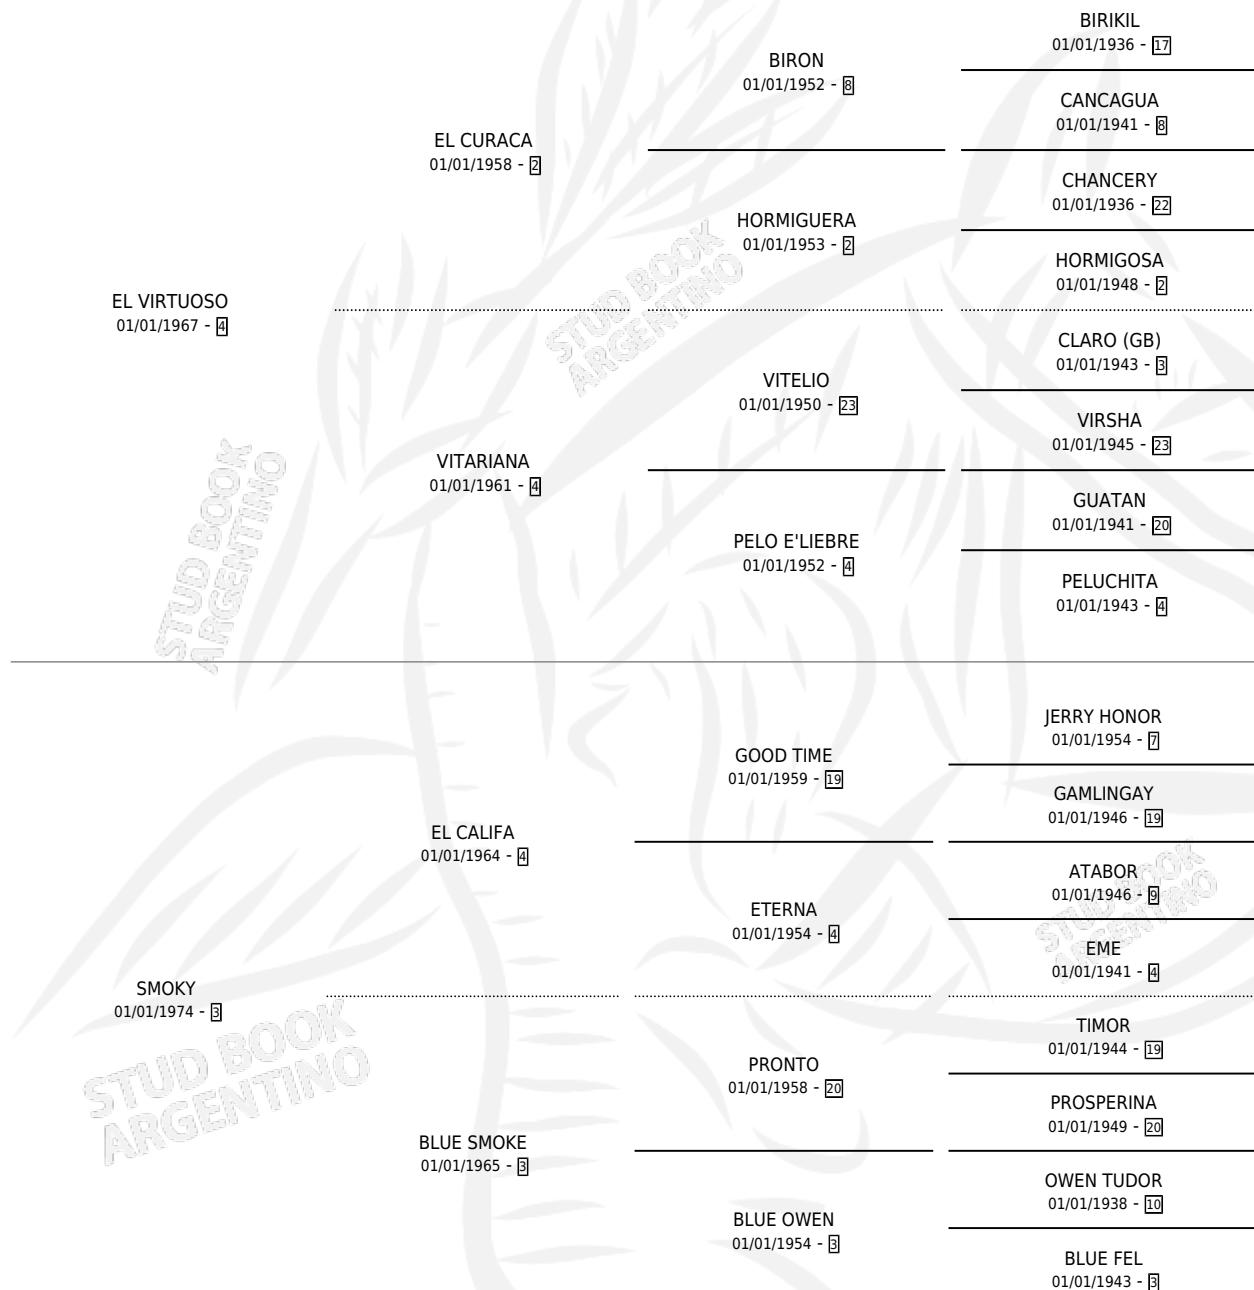 BIRIKIL
01/01/1936 - 17
BIRON
01/01/1952 - 8
CANCAGUA
01/01/1941 - 8
EL CURACA
01/01/1958 - 2
CHANCERY
01/01/1936 - 22
HORMIGUERA
01/01/1953 - 2
HORMIGOSA
01/01/1948 - 2
EL VIRTUOSO
01/01/1967 - 4
STUD BOOK
ARGENTINO
CLARO (GB)
01/01/1943 - 3
VITELIO
01/01/1950 - 23
VIRSHA
01/01/1945 - 23
VITARIANA
01/01/1961 - 4
GUATAN
01/01/1941 - 20
PELO E'LIEBRE
01/01/1952 - 4
PELUCHITA
01/01/1943 - 4
STUD BOOK
ARGENTINO
JERRY HONOR
01/01/1954 - 7
GOOD TIME
01/01/1959 - 19
GAMLINGAY
01/01/1946 - 19
EL CALIFA
01/01/1964 - 4
ATABOR
01/01/1946 - 9
ETERNA
01/01/1954 - 4
EME
01/01/1941 - 4
STUD BOOK
ARGENTINO
SMOKY
01/01/1974 - 3
TIMOR
01/01/1944 - 19
PRONTO
01/01/1958 - 20
PROSPERINA
01/01/1949 - 20
STUD BOOK
ARGENTINO
BLUE SMOKE
01/01/1965 - 3
OWEN TUDOR
01/01/1938 - 10
BLUE OWEN
01/01/1954 - 3
BLUE FEL
01/01/1943 - 3